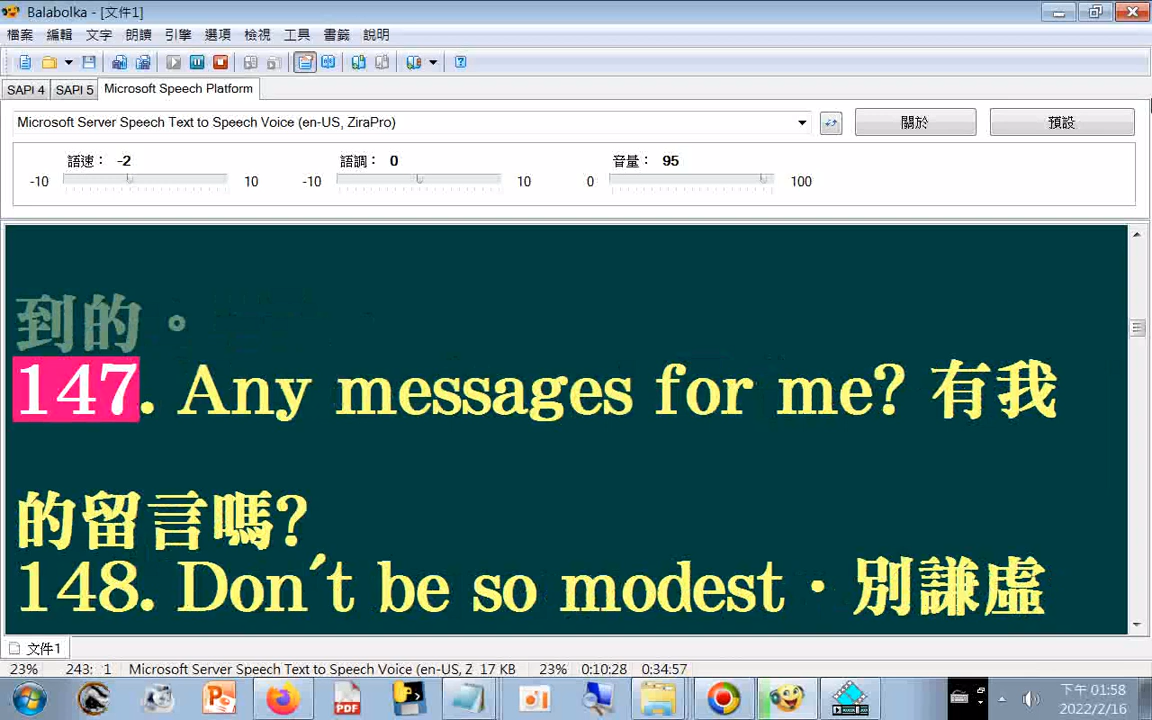 Balabolka - [文件1]
檔案 編輯 文字 朗讀 引擎 選項 檢視 工具 書籤 說明
SAPI 4 SAPI 5 Microsoft Speech Platform
Microsoft Server Speech Text to Speech Voice (en-US, ZiraPro) 關於 預設
語速： -2 語調： 0 音量： 95
-10 10 -10 10 0 100
到的。
147. Any messages for me? 有我
的留言嗎?
148. Don't be so modest．別謙虛
文件1
23% 243: 1 Microsoft Server Speech Text to Speech Voice (en-US, Z 17 KB 23% 0:10:28 0:34:57
PDF
下午 01:58
2022/2/16